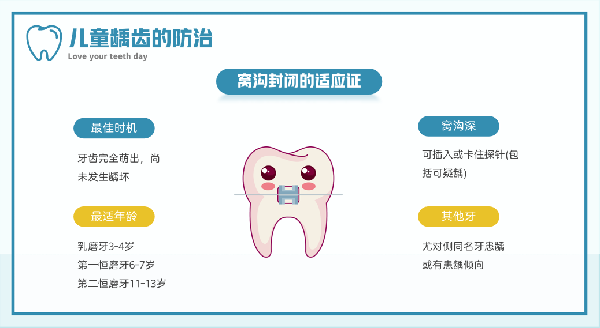 儿童龋齿的防治
Love your teeth day
窝沟封闭的适应证
最佳时机
牙齿完全萌出，尚
未发生龋坏
最适年龄
乳磨牙3-4岁
第一恒磨牙6-7岁
第二恒磨牙11-13岁
窝沟深
可插入或卡住探针(包
括可疑龋)
其他牙
尤对侧同名牙患龋
或有患龋倾向